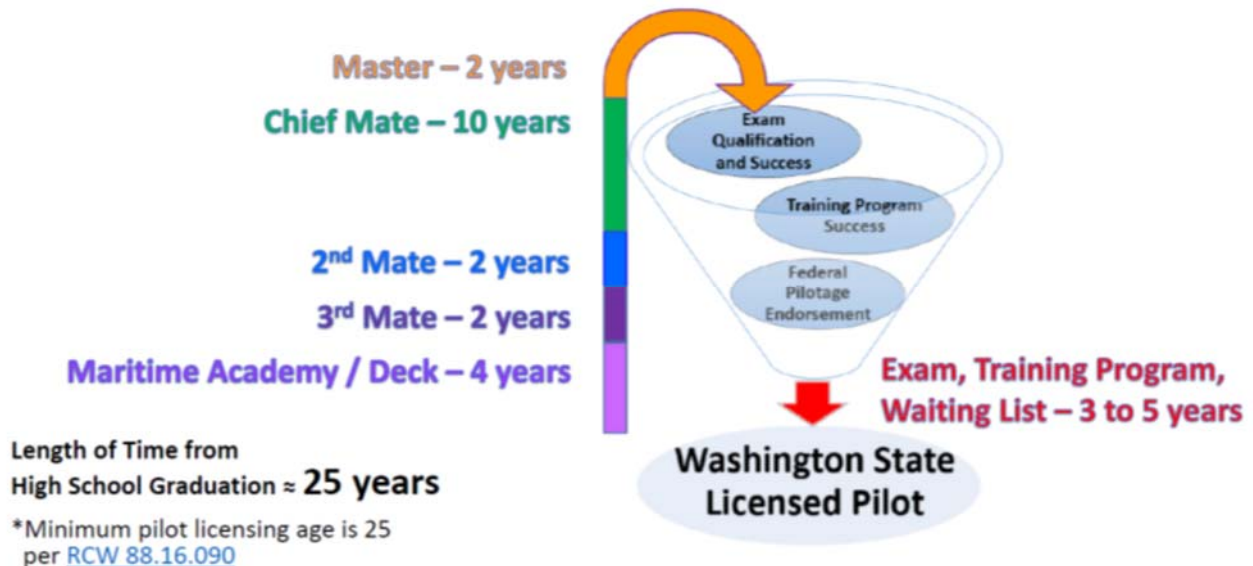 Master – 2 years
Chief Mate – 10 years
2nd Mate – 2 years
3rd Mate – 2 years
Maritime Academy / Deck – 4 years
Exam
Qualification
and Success
Training Program
Success
Federal
Pilotage
Endorsement
Exam, Training Program,
Waiting List – 3 to 5 years
Washington State
Licensed Pilot
Length of Time from
High School Graduation ≈ 25 years
*Minimum pilot licensing age is 25
per RCW 88.16.090